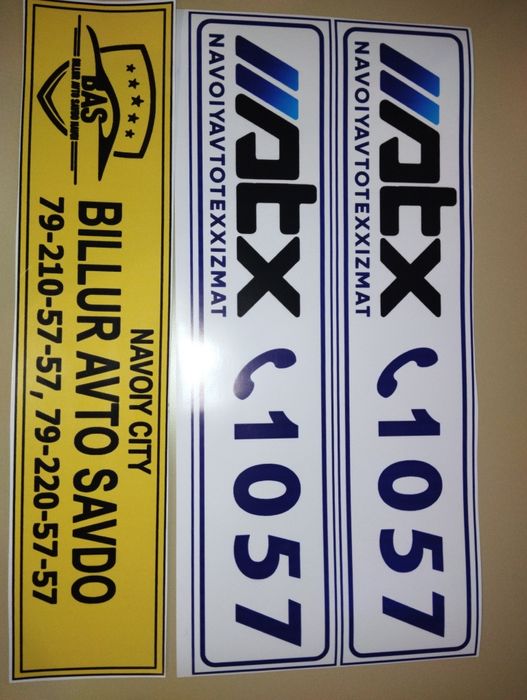 BAS
BILLUR AVTO SAVDO NAVOI
NAVOIY CITY
BILLUR AVTO SAVDO
79-210-57-57, 79-220-57-57
ATX
NAVOIYAVTOTEXXIZMAT
1057
ATX
NAVOIYAVTOTEXXIZMAT
1057